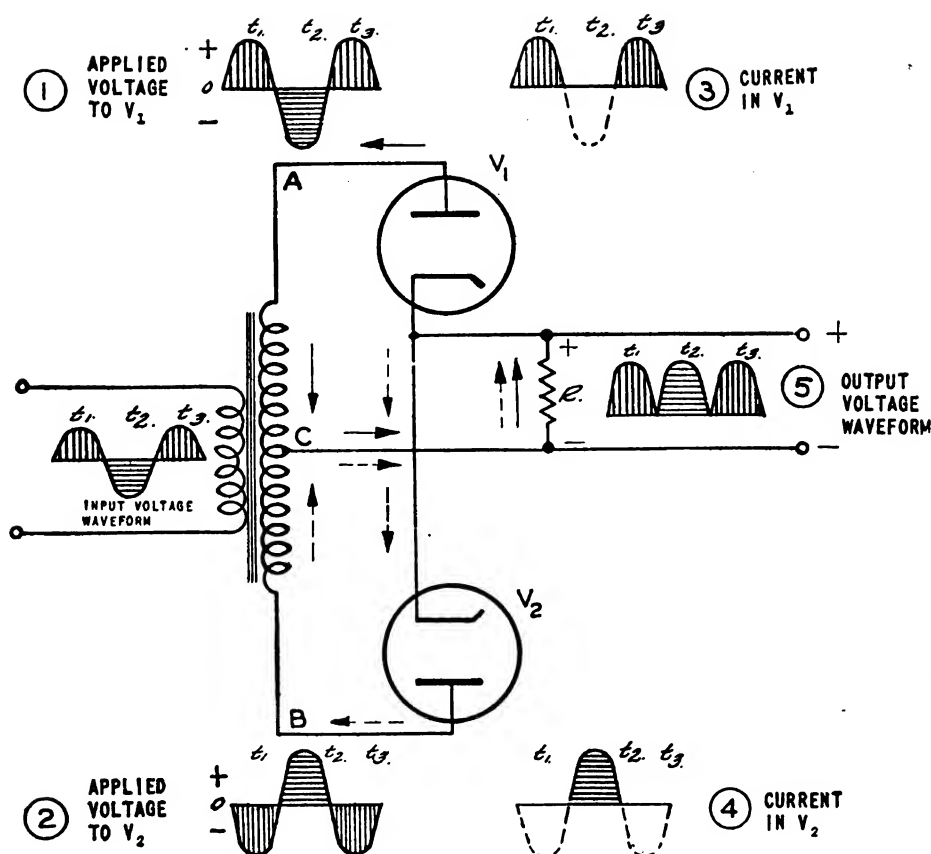 t1. t2. t3.
+
0
−
1
APPLIED
VOLTAGE
TO V1
t1. t2. t3
3
CURRENT
IN V1
A
V1
+
+
t1 t2. t3.
5
OUTPUT
VOLTAGE
WAVEFORM
R.
−
−
C
t1. t2. t3.
INPUT VOLTAGE
WAVEFORM
V2
B
t1 t2. t3.
+
0
−
2
APPLIED
VOLTAGE
TO V2
t1. t2. t3.
4
CURRENT
IN V2